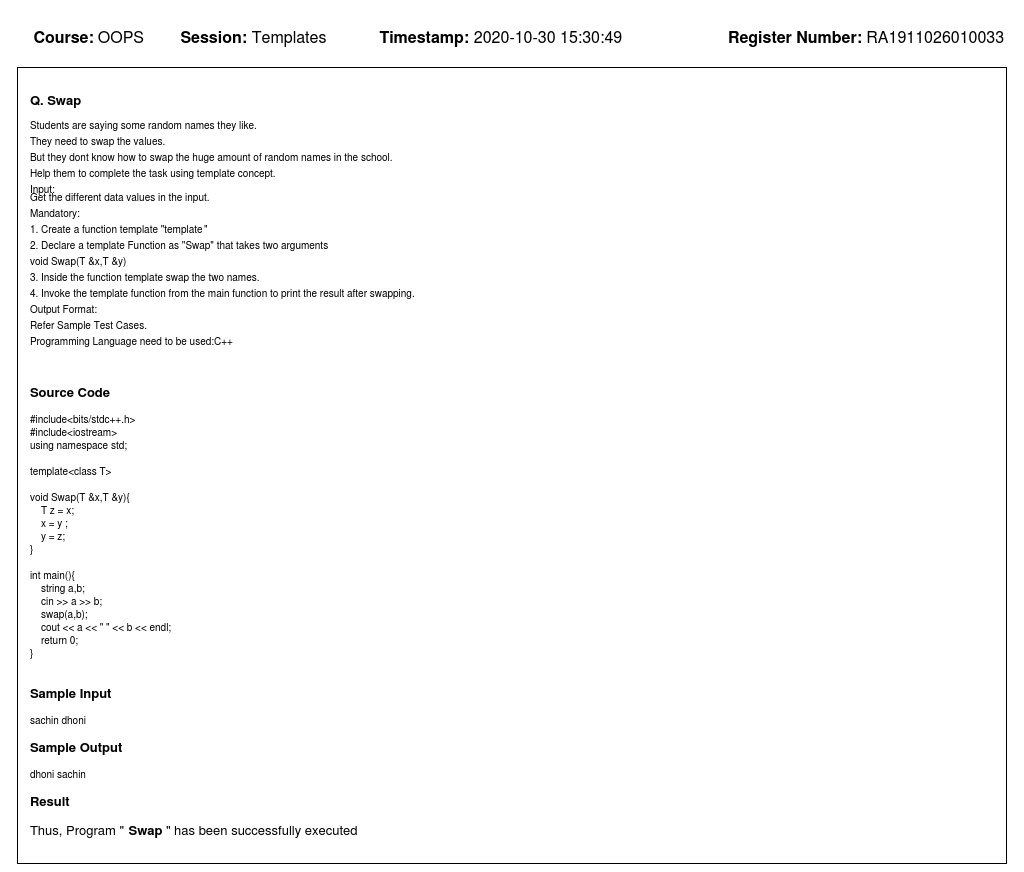 Course: OOPS Session: Templates Timestamp: 2020-10-30 15:30:49 Register Number: RA1911026010033
Q. Swap
Students are saying some random names they like.
They need to swap the values.
But they dont know how to swap the huge amount of random names in the school.
Help them to complete the task using template concept.
Input:
Get the different data values in the input.
Mandatory:
1. Create a function template "template"
2. Declare a template Function as "Swap" that takes two arguments
void Swap(T &x,T &y)
3. Inside the function template swap the two names.
4. Invoke the template function from the main function to print the result after swapping.
Output Format:
Refer Sample Test Cases.
Programming Language need to be used:C++
Source Code
#include<bits/stdc++.h>
#include<iostream>
using namespace std;
template<class T>
void Swap(T &x,T &y){
T z = x;
x = y ;
y = z;
}
int main(){
string a,b;
cin >> a >> b;
swap(a,b);
cout << a << " " << b << endl;
return 0;
}
Sample Input
sachin dhoni
Sample Output
dhoni sachin
Result
Thus, Program " Swap " has been successfully executed